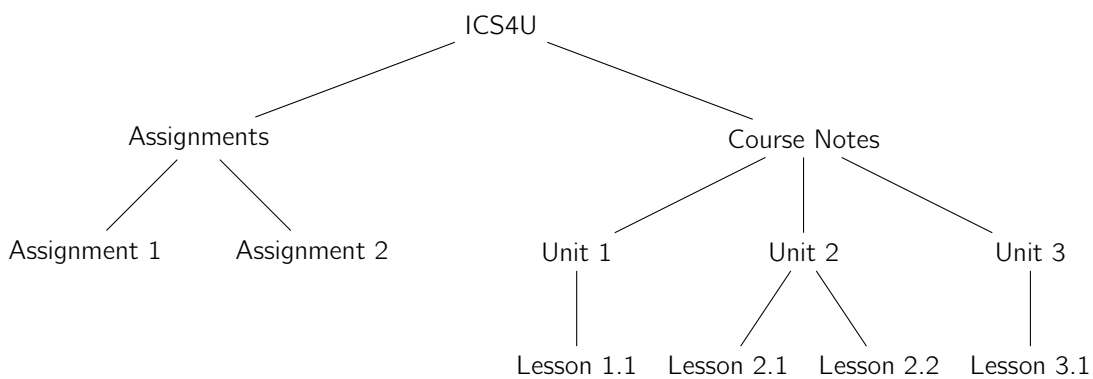 ICS4U
Assignments
Course Notes
Assignment 1
Assignment 2
Unit 1
Unit 2
Unit 3
Lesson 1.1
Lesson 2.1
Lesson 2.2
Lesson 3.1